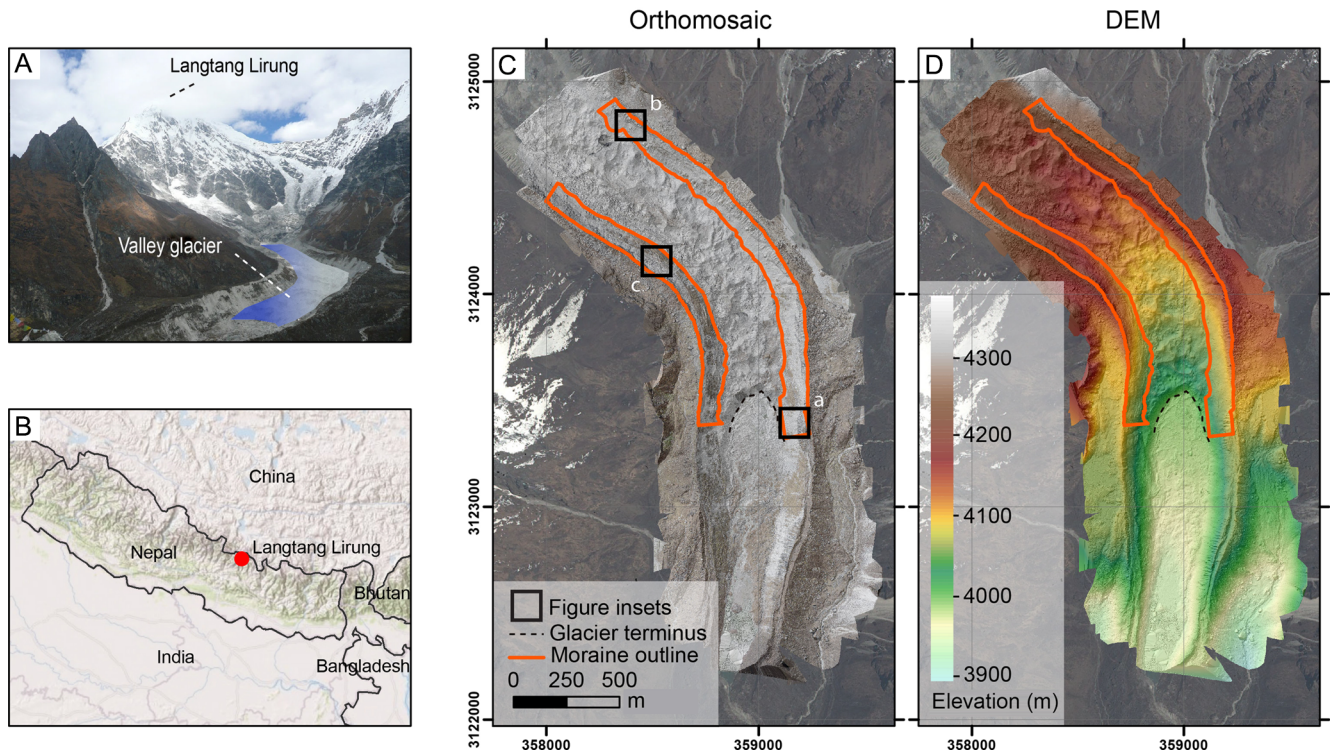 A
Langtang Lirung
Valley glacier
B
China
Nepal
Langtang Lirung
Bhutan
India
Bangladesh
Orthomosaic
C
b
c
a
3125000
3124000
3123000
3122000
Figure insets
Glacier terminus
Moraine outline
0 250 500
m
358000 359000
DEM
D
4300
4200
4100
4000
3900
Elevation (m)
358000 359000